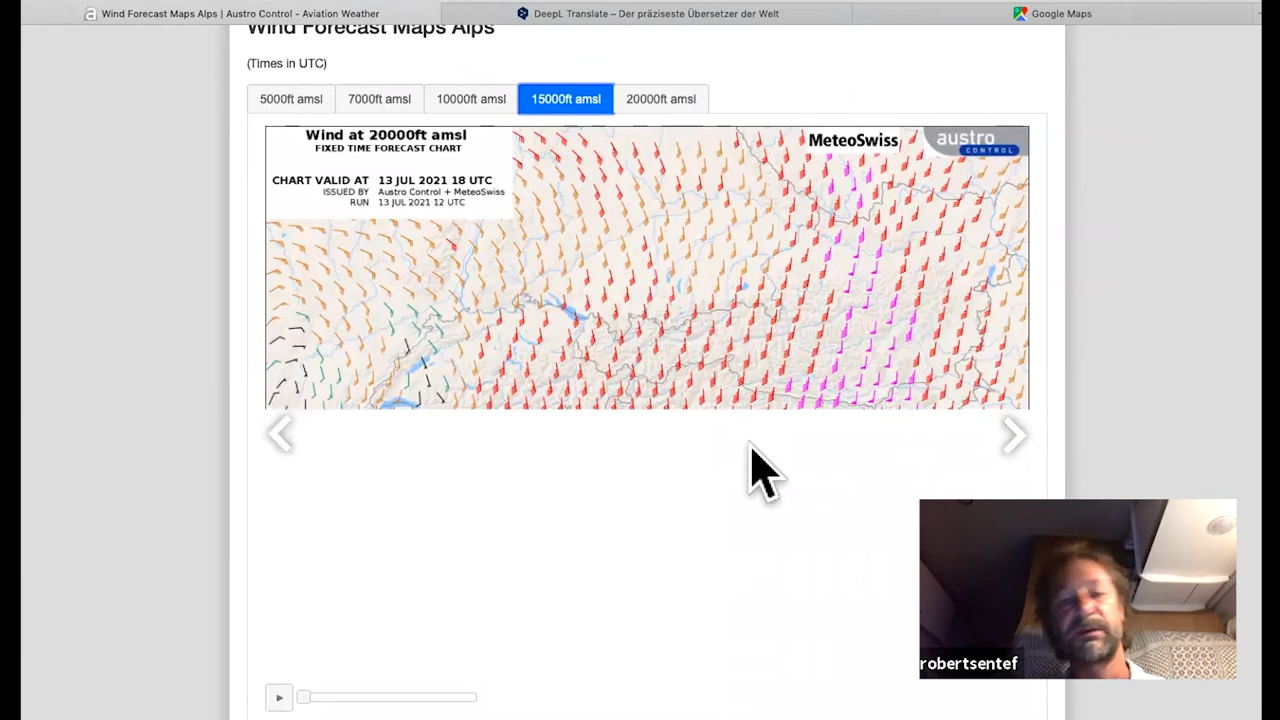 Wind Forecast Maps Alps | Austro Control - Aviation Weather
DeepL Translate – Der präziseste Übersetzer der Welt
Google Maps
Wind Forecast Maps Alps
(Times in UTC)
5000ft amsl
7000ft amsl
10000ft amsl
15000ft amsl
20000ft amsl
Wind at 20000ft amsl
FIXED TIME FORECAST CHART
CHART VALID AT 13 JUL 2021 18 UTC
ISSUED BY Austro Control + MeteoSwiss
RUN 13 JUL 2021 12 UTC
MeteoSwiss
austro
CONTROL
robertsentef